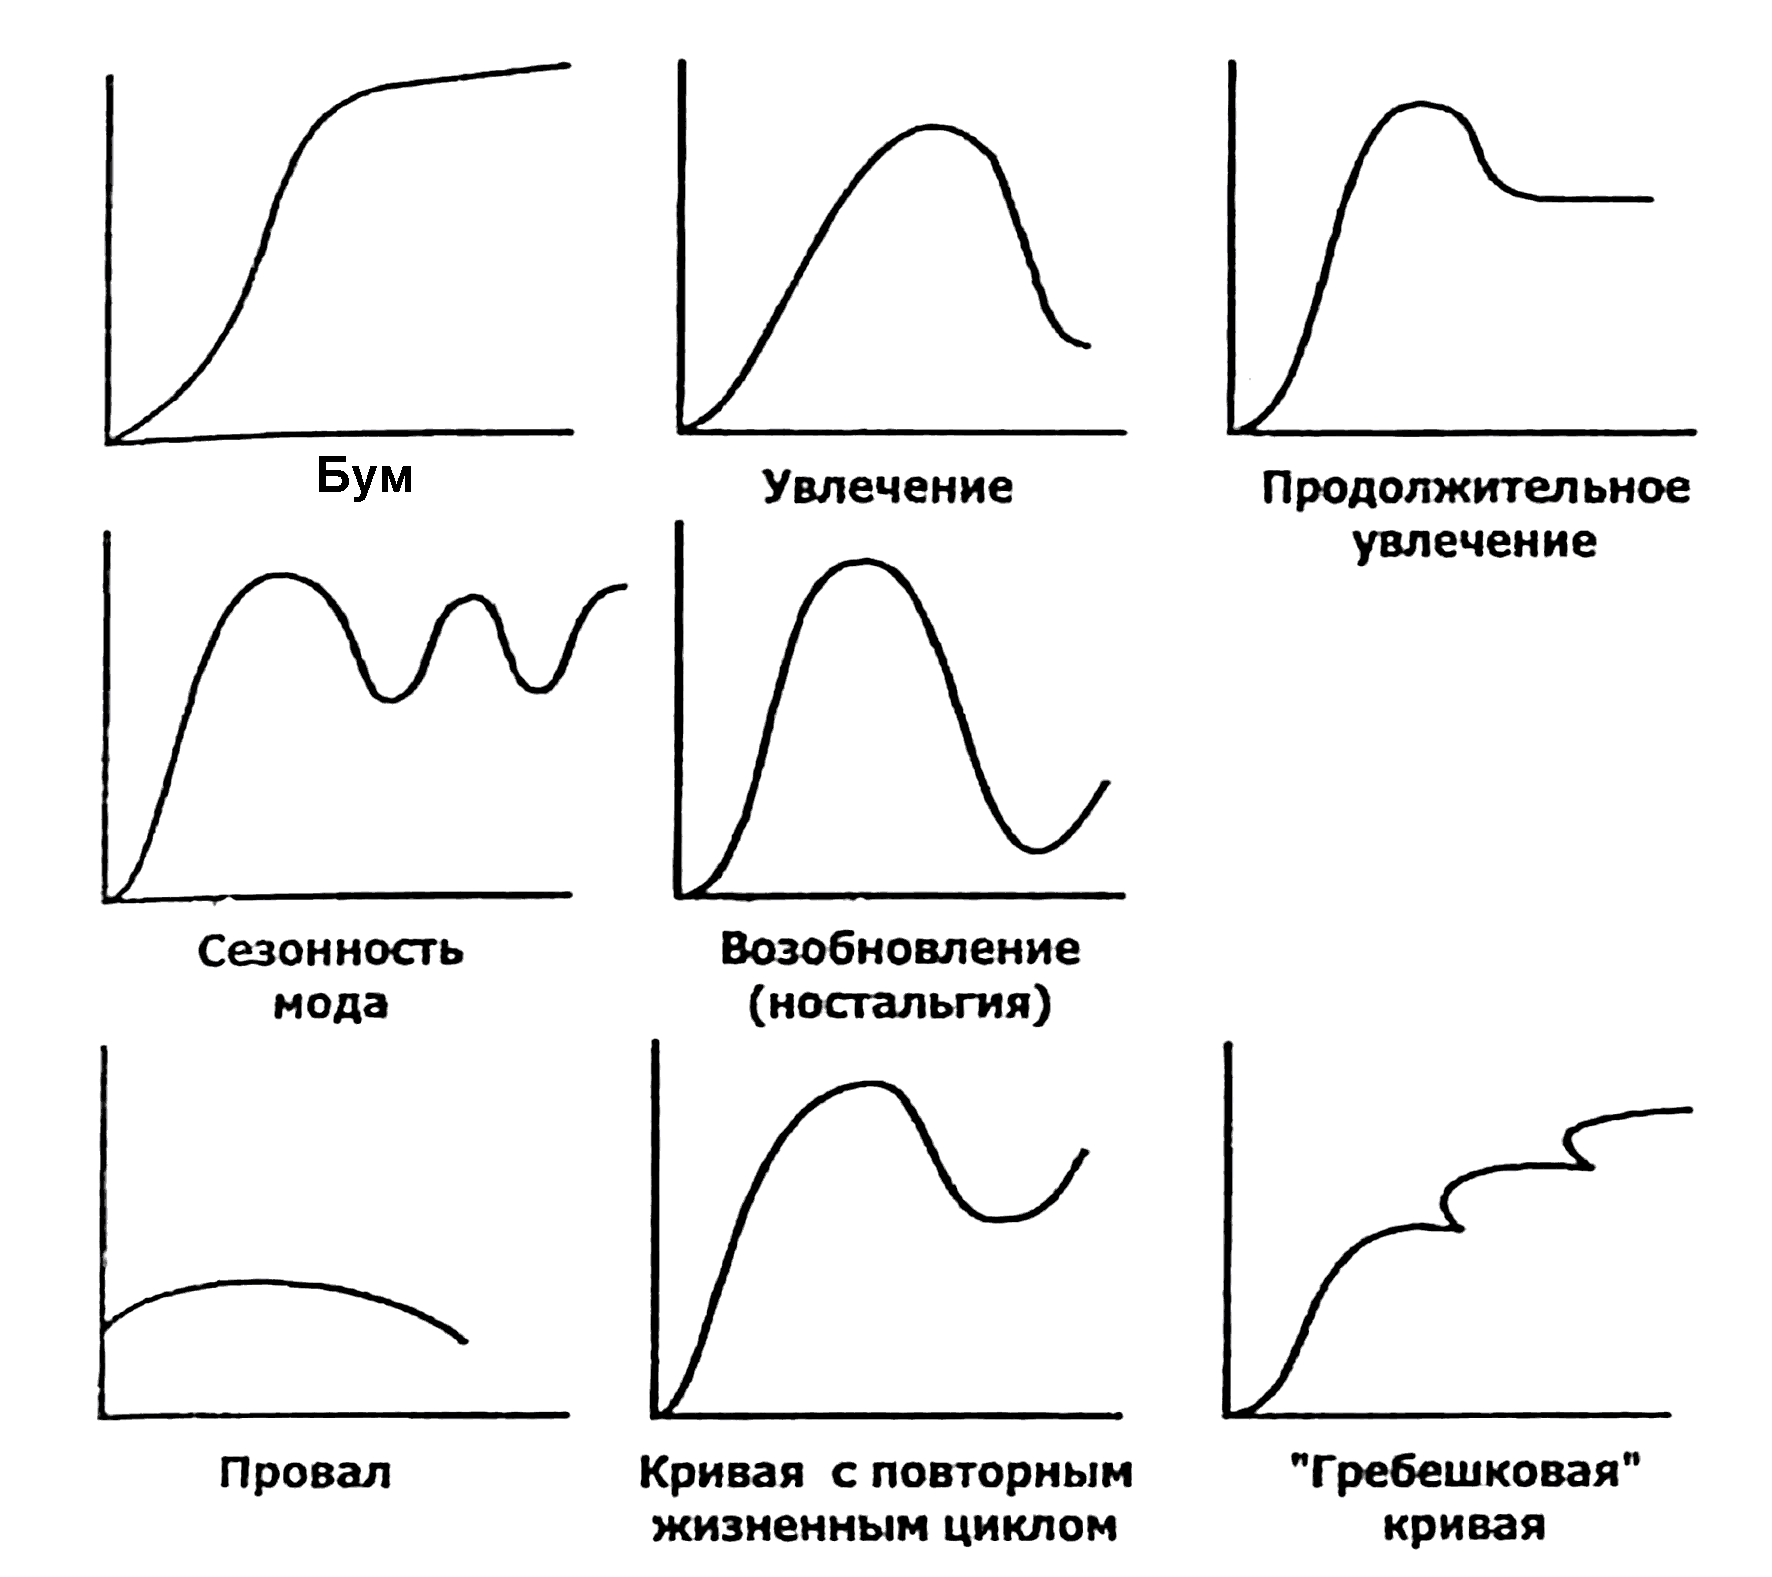 Бум
Увлечение
Продолжительное
увлечение
Сезонность
мода
Возобновление
(ностальгия)
Провал
Кривая с повторным
жизненным циклом
"Гребешковая"
кривая